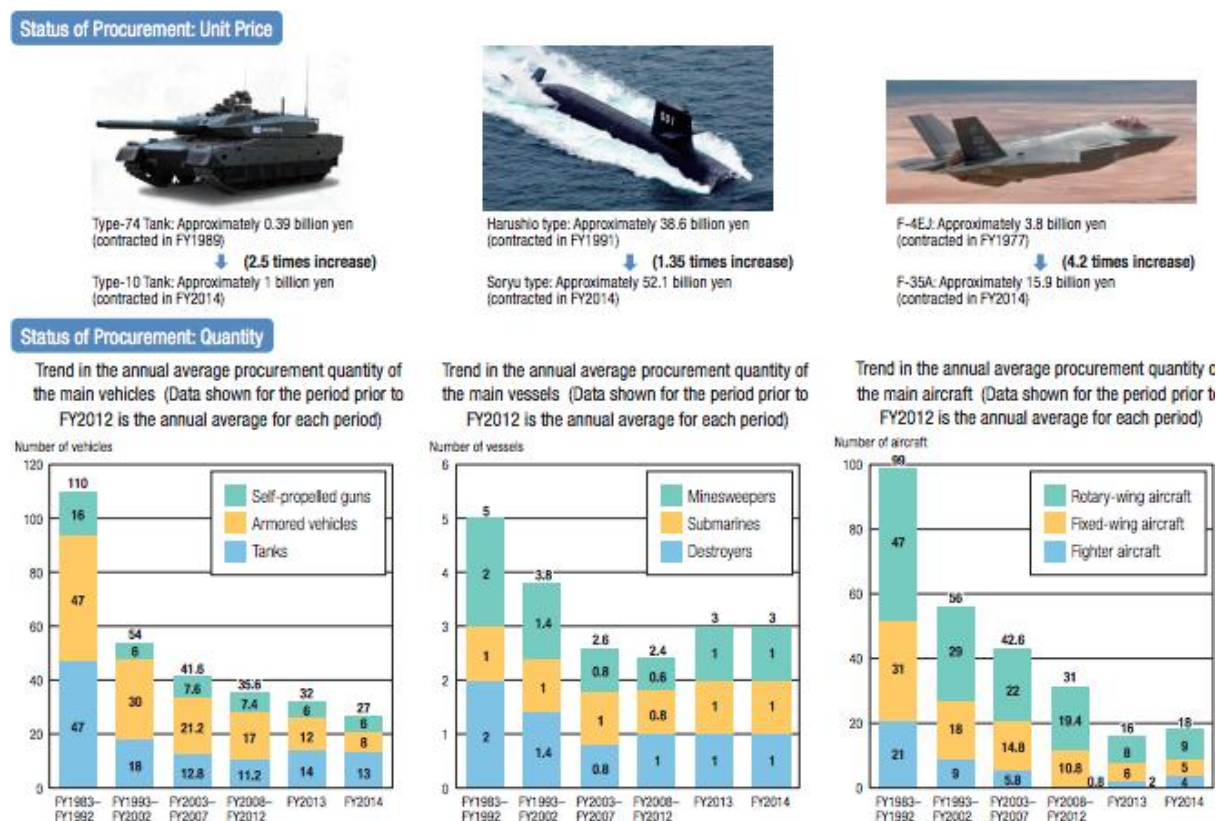 Status of Procurement: Unit Price
Type-74 Tank: Approximately 0.39 billion yen
(contracted in FY1989)
(2.5 times increase)
Type-10 Tank: Approximately 1 billion yen
(contracted in FY2014)
Harushio type: Approximately 38.6 billion yen
(contracted in FY1991)
(1.35 times increase)
Soryu type: Approximately 52.1 billion yen
(contracted in FY2014)
F-4EJ: Approximately 3.8 billion yen
(contracted in FY1977)
(4.2 times increase)
F-35A: Approximately 15.9 billion yen
(contracted in FY2014)
Status of Procurement: Quantity
Trend in the annual average procurement quantity of
the main vehicles (Data shown for the period prior to
FY2012 is the annual average for each period)
Number of vehicles
120
100
80
60
40
20
0
Self-propelled guns
Armored vehicles
Tanks
110
16
47
47
54
6
30
18
41.6
7.6
21.2
12.8
35.6
7.4
17
11.2
32
6
12
14
27
6
8
13
FY1983–
FY1992
FY1993–
FY2002
FY2003–
FY2007
FY2008–
FY2012
FY2013
FY2014
Trend in the annual average procurement quantity of
the main vessels (Data shown for the period prior to
FY2012 is the annual average for each period)
Number of vessels
6
5
4
3
2
1
0
Minesweepers
Submarines
Destroyers
5
2
1
2
3.8
1.4
1
1.4
2.6
0.8
1
0.8
2.4
0.6
0.8
1
3
1
1
1
3
1
1
1
FY1983–
FY1992
FY1993–
FY2002
FY2003–
FY2007
FY2008–
FY2012
FY2013
FY2014
Trend in the annual average procurement quantity
the main aircraft (Data shown for the period prior
FY2012 is the annual average for each period)
Number of aircraft
100
80
60
40
20
0
Rotary-wing aircraft
Fixed-wing aircraft
Fighter aircraft
99
47
31
21
56
29
18
9
42.6
22
14.8
5.8
31
19.4
10.8
0.8
16
8
6
2
18
9
5
4
FY1983–
FY1992
FY1993–
FY2002
FY2003–
FY2007
FY2008–
FY2012
FY2013
FY2014